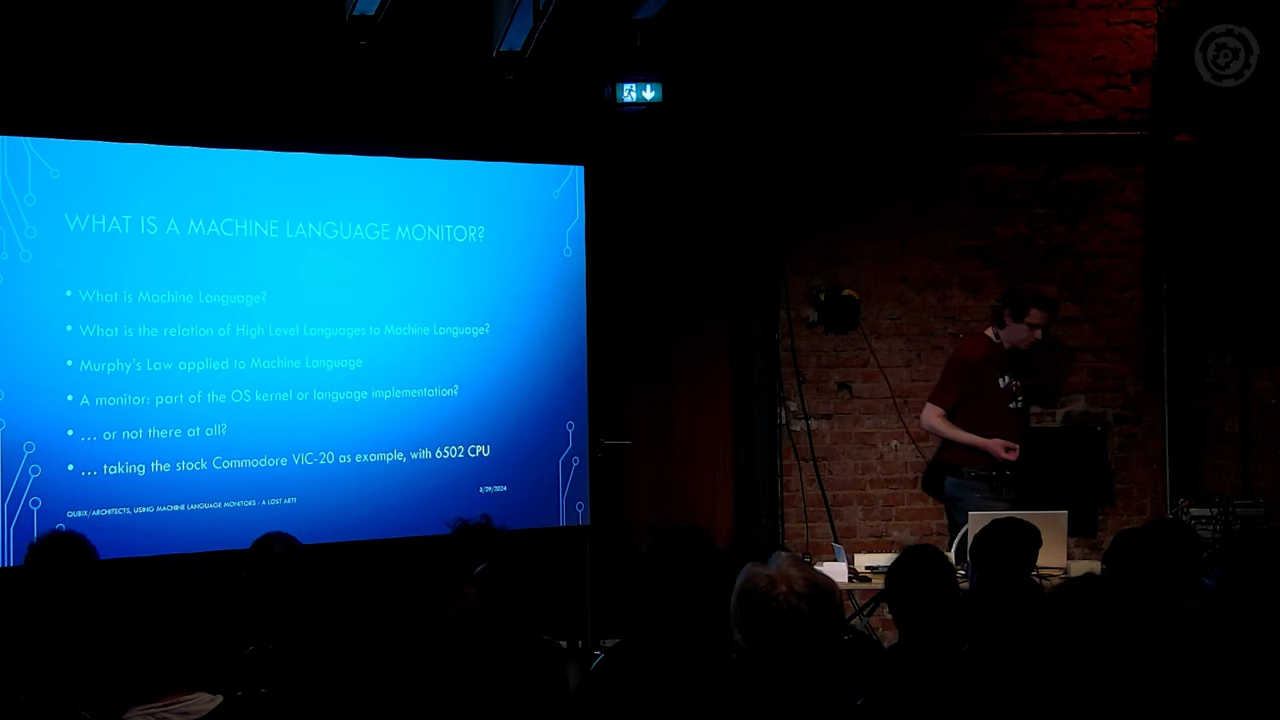 WHAT IS A MACHINE LANGUAGE MONITOR?
• What is Machine Language?
• What is the relation of High Level Languages to Machine Language?
• Murphy's Law applied to Machine Language
• A monitor: part of the OS kernel or language implementation?
• ... or not there at all?
• ... taking the stock Commodore VIC-20 as example, with 6502 CPU
3/29/2024
QUBIX/ARCHITECTS, USING MACHINE LANGUAGE MONITORS - A LOST ART?